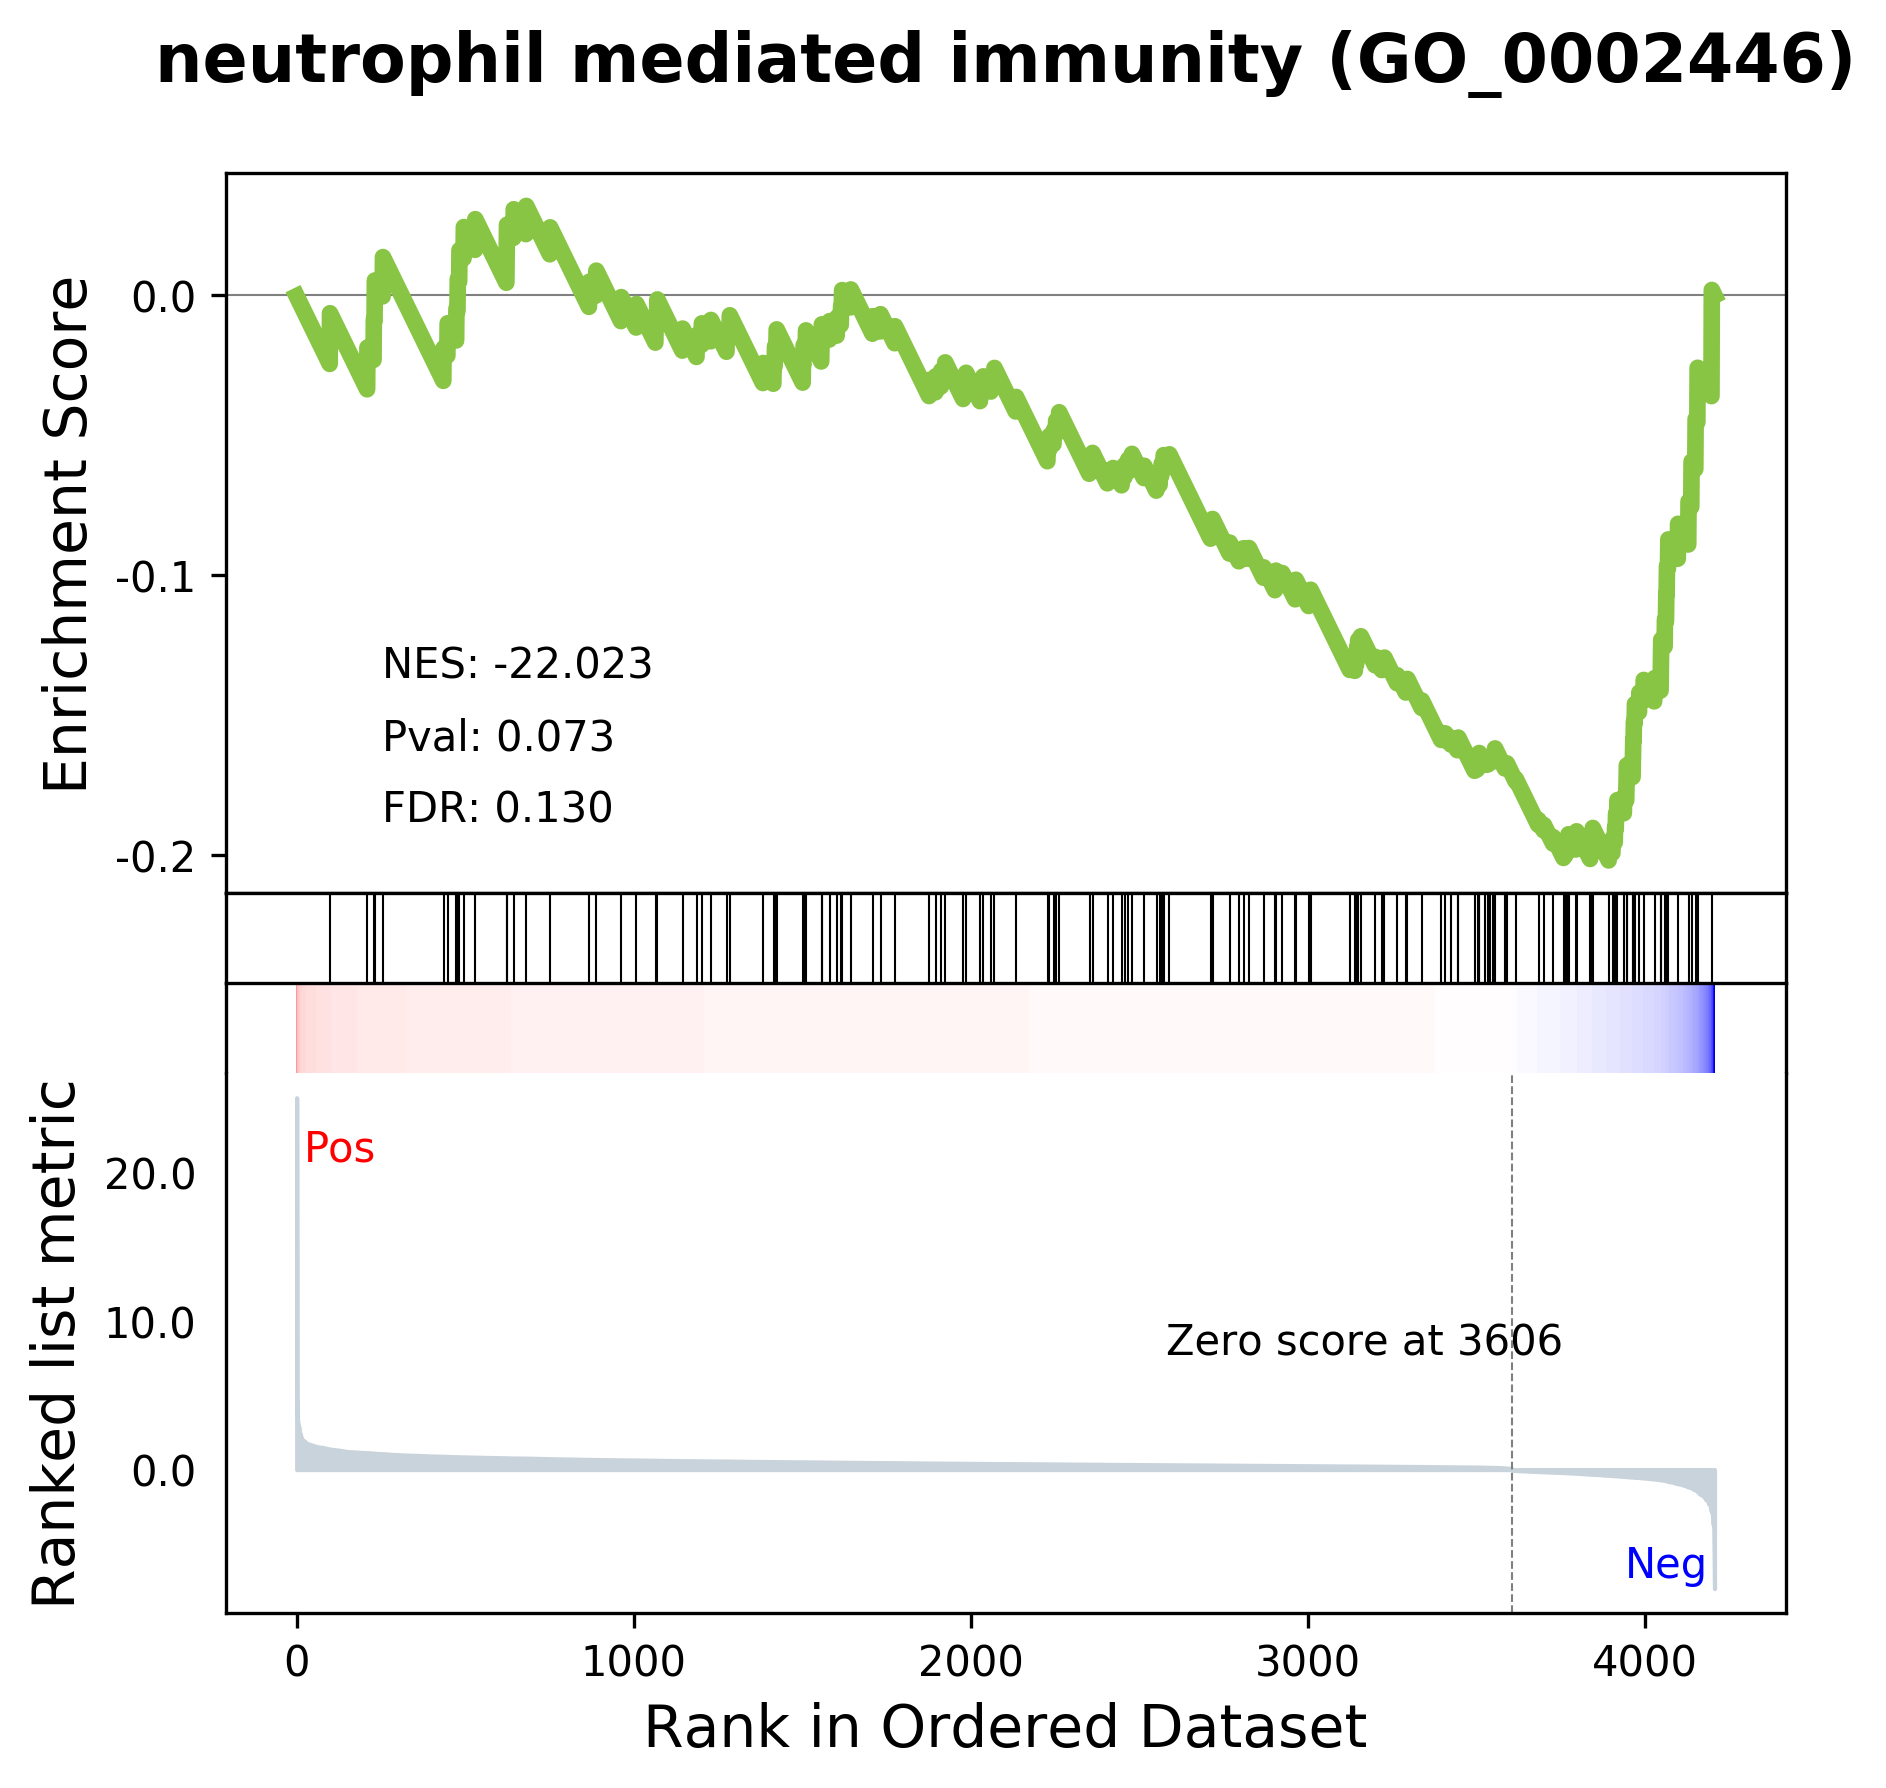 neutrophil mediated immunity (GO_0002446)
Enrichment Score
0.0
-0.1
-0.2
NES: -22.023
Pval: 0.073
FDR: 0.130
Ranked list metric
20.0
10.0
0.0
Pos
Zero score at 3606
Neg
0 1000 2000 3000 4000
Rank in Ordered Dataset